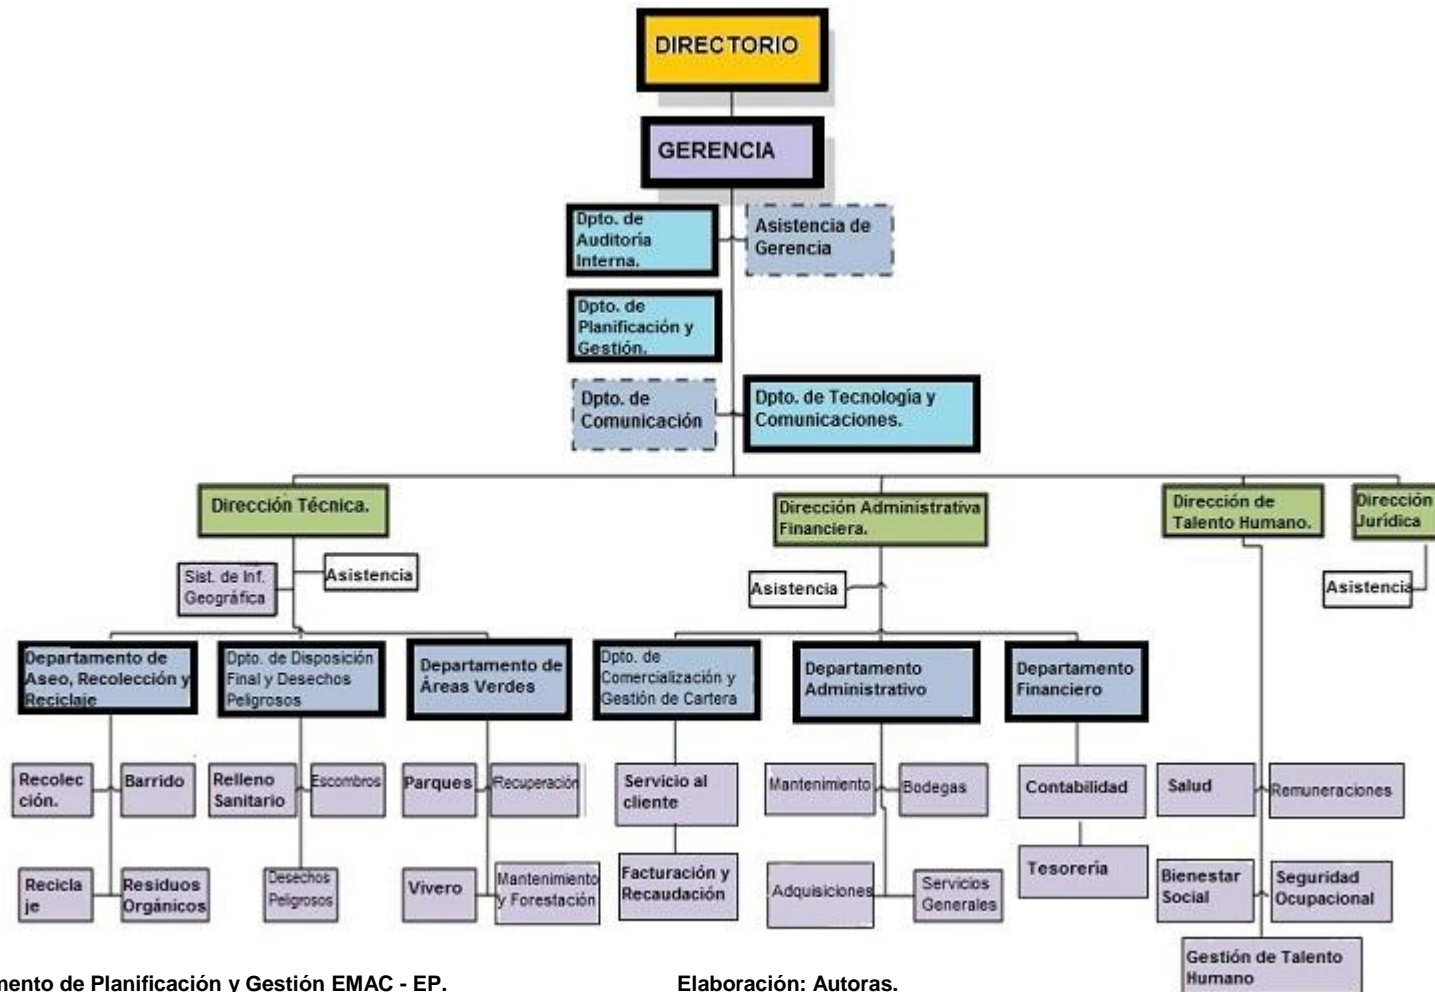 DIRECTORIO
GERENCIA
Dpto. de
Auditoría
Interna.
Asistencia de
Gerencia
Dpto. de
Planificación y
Gestión.
Dpto. de
Comunicación
Dpto. de Tecnología y
Comunicaciones.
Dirección Técnica.
Dirección Administrativa
Financiera.
Dirección de
Talento Humano.
Dirección
Jurídica
Sist. de Inf.
Geográfica
Asistencia
Asistencia
Asistencia
Departamento de
Aseo, Recolección y
Reciclaje
Dpto. de Disposición
Final y Desechos
Peligrosos
Departamento de
Áreas Verdes
Dpto. de
Comercialización y
Gestión de Cartera
Departamento
Administrativo
Departamento
Financiero
Recolec
ción.
Barrido
Relleno
Sanitario
Escombros
Parques
Recuperación
Servicio al
cliente
Mantenimiento
Bodegas
Contabilidad
Salud
Remuneraciones
Recicla
je
Residuos
Orgánicos
Desechos
Peligrosos
Vivero
Mantenimiento
y Forestación
Facturación y
Recaudación
Adquisiciones
Servicios
Generales
Tesorería
Bienestar
Social
Seguridad
Ocupacional
Gestión de Talento
Humano
mento de Planificación y Gestión EMAC - EP.
Elaboración: Autoras.